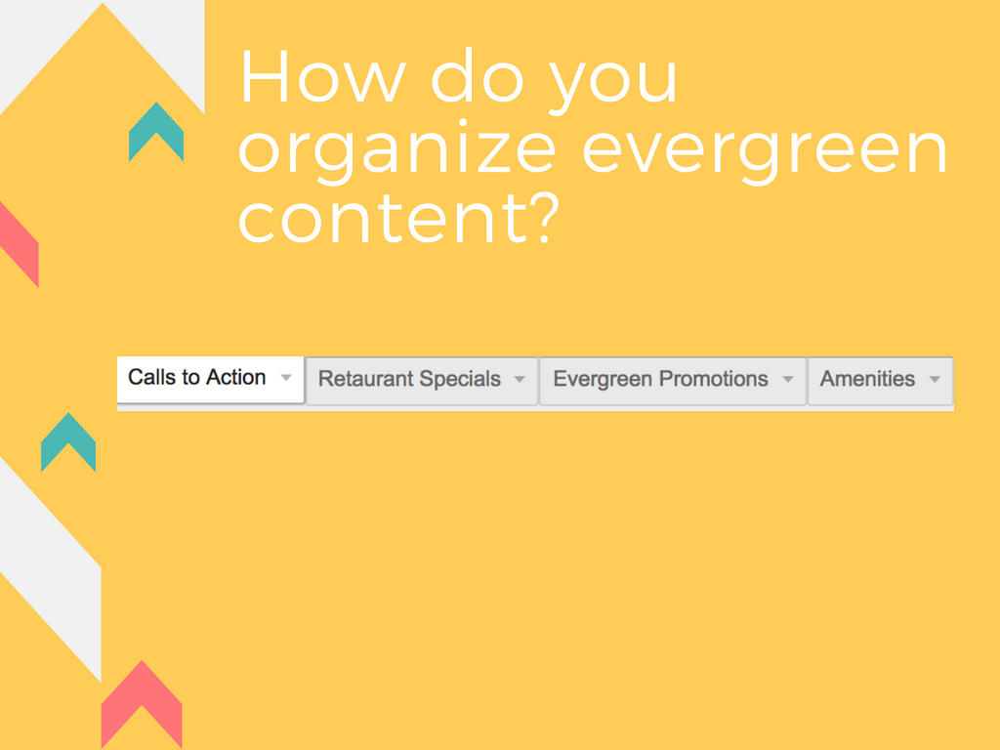 How do you
organize evergreen
content?
Calls to Action Retaurant Specials Evergreen Promotions Amenities